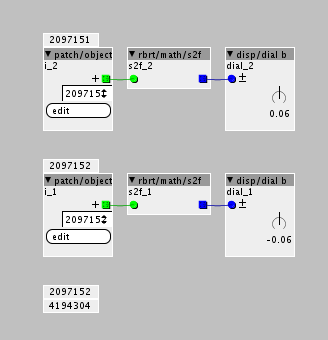 2097151
▼ patch/object
i_2
+
209715
edit
▼ rbrt/math/s2f
s2f_2
▼ disp/dial b
dial_2
±
0.06
2097152
▼ patch/object
i_1
+
209715
edit
▼ rbrt/math/s2f
s2f_1
▼ disp/dial b
dial_1
±
-0.06
2097152
4194304